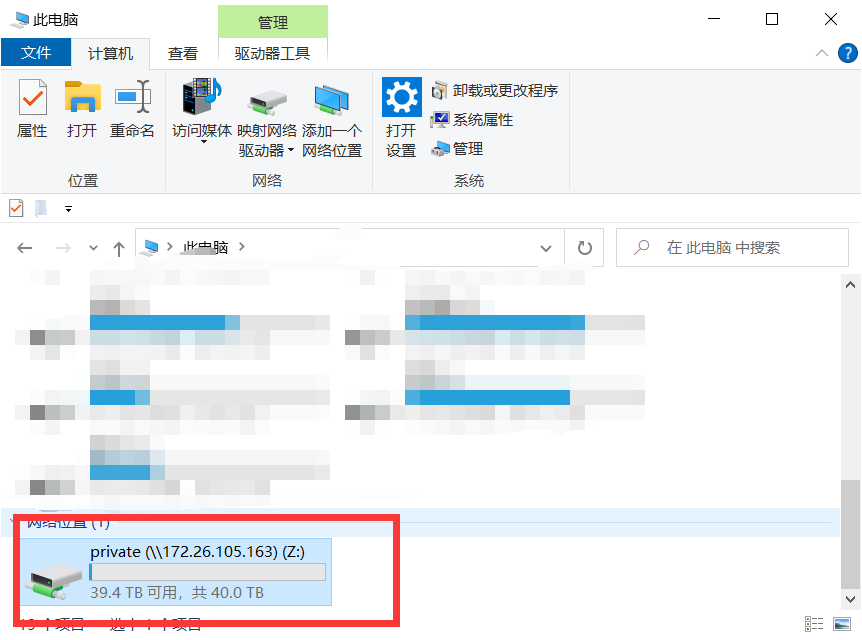 此电脑
管理
文件
计算机
查看
驱动器工具
属性
打开
重命名
访问媒体
映射网络
驱动器
添加一个
网络位置
打开
设置
卸载或更改程序
系统属性
管理
位置
网络
系统
此电脑
在 此电脑 中搜索
网络位置 (1)
private (\\172.26.105.163) (Z:)
39.4 TB 可用，共 40.0 TB
个项目 选中 1 个项目